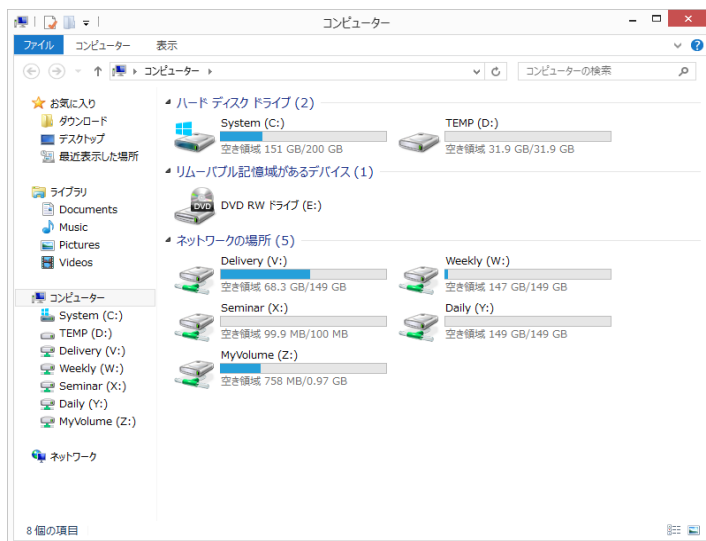 コンピューター
ファイル コンピューター 表示
コンピューター
コンピューターの検索
お気に入り
ダウンロード
デスクトップ
最近表示した場所
ライブラリ
Documents
Music
Pictures
Videos
コンピューター
System (C:)
TEMP (D:)
Delivery (V:)
Weekly (W:)
Seminar (X:)
Daily (Y:)
MyVolume (Z:)
ネットワーク
ハード ディスク ドライブ (2)
System (C:)
空き領域 151 GB/200 GB
TEMP (D:)
空き領域 31.9 GB/31.9 GB
リムーバブル記憶域があるデバイス (1)
DVD
DVD RW ドライブ (E:)
ネットワークの場所 (5)
Delivery (V:)
空き領域 68.3 GB/149 GB
Weekly (W:)
空き領域 147 GB/149 GB
Seminar (X:)
空き領域 99.9 MB/100 MB
Daily (Y:)
空き領域 149 GB/149 GB
MyVolume (Z:)
空き領域 758 MB/0.97 GB
8 個の項目